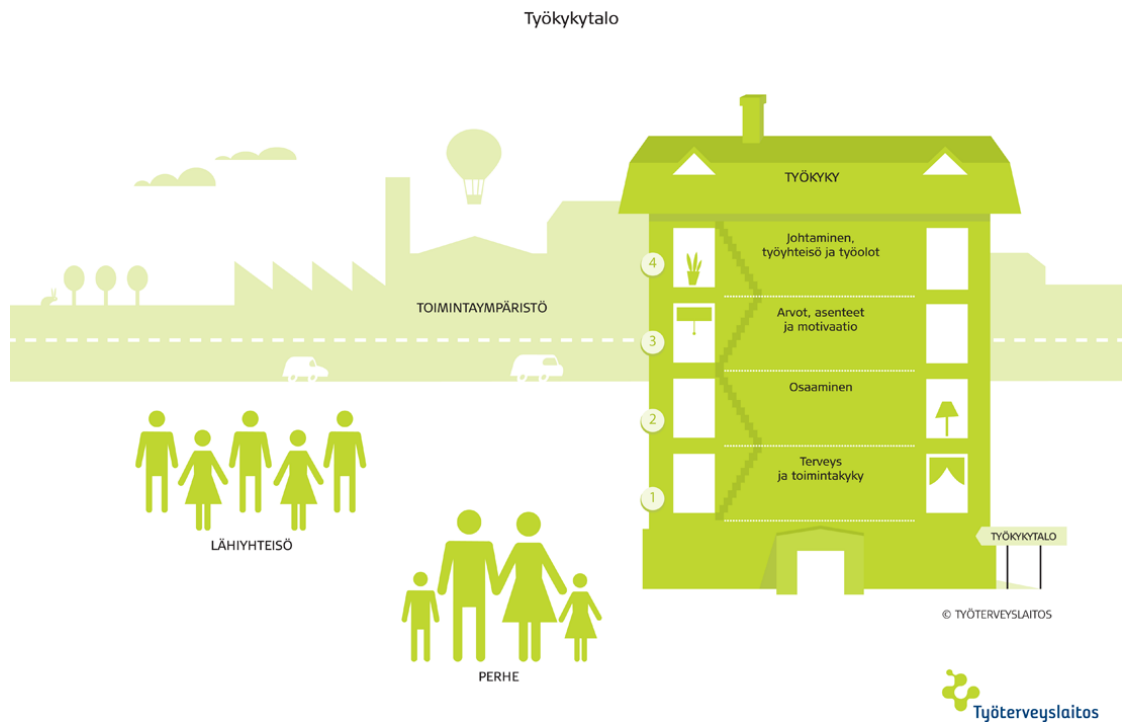 Työkykytalo
TYÖKYKY
Johtaminen,
työyhteisö ja työolot
4
TOIMINTAYMPÄRISTÖ
Arvot, asenteet
ja motivaatio
3
Osaaminen
2
Terveys
ja toimintakyky
1
LÄHIYHTEISÖ
TYÖKYKYTALO
© TYÖTERVEYSLAITOS
PERHE
Työterveyslaitos